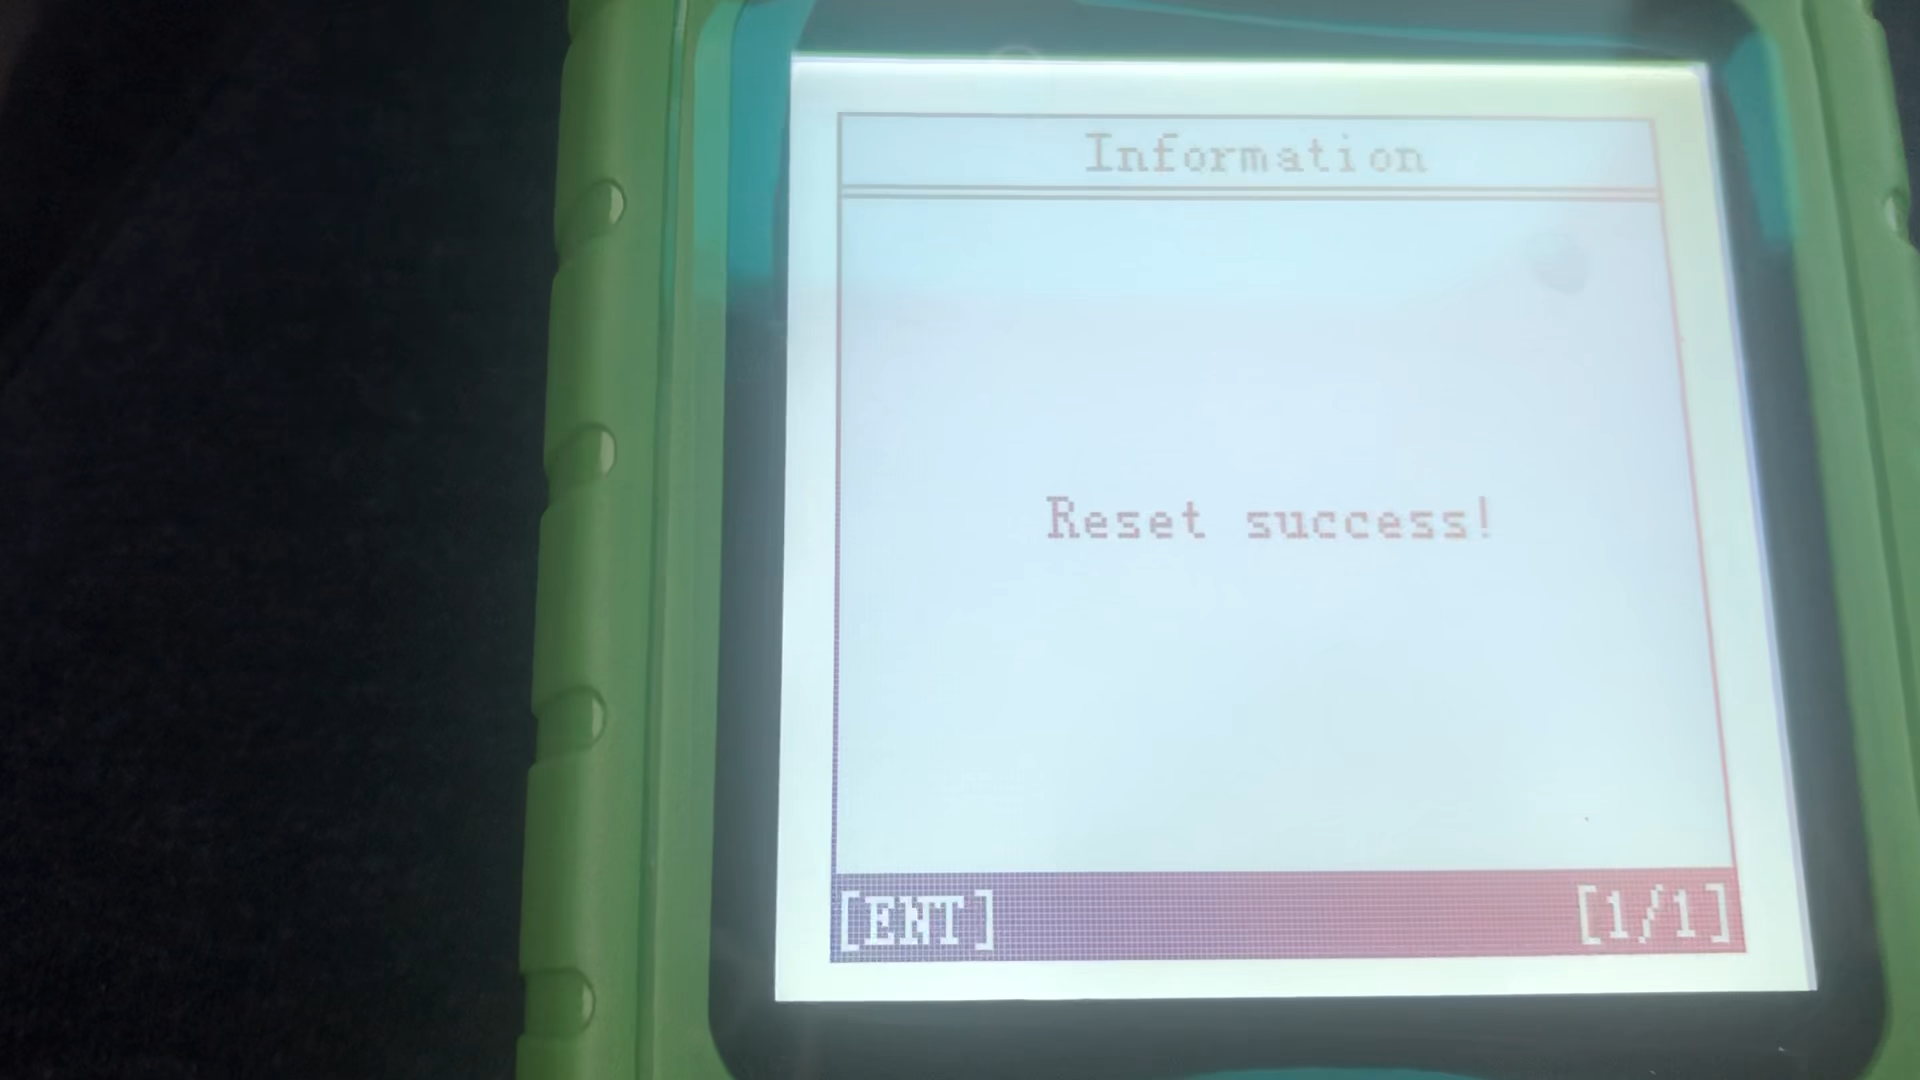 Information
Reset success!
[ENT] [1/1]